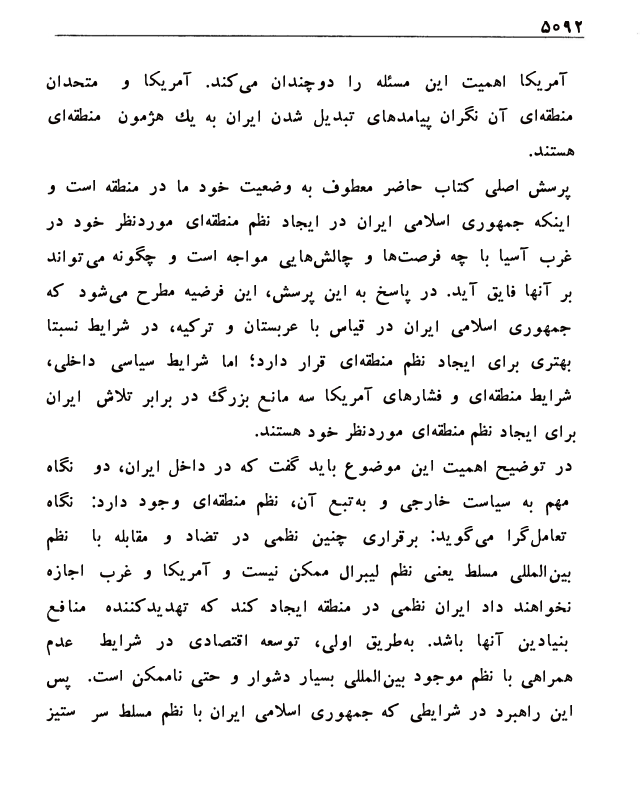 ۵۰۹۲
آمریکا اهمیت این مسئله را دوچندان می‌کند. آمریکا و متحدان
منطقه‌ای آن نگران پیامدهای تبدیل شدن ایران به یك هژمون منطقه‌ای
هستند.
پرسش اصلی کتاب حاضر معطوف به وضعیت خود ما در منطقه است و
اینکه جمهوری اسلامی ایران در ایجاد نظم منطقه‌ای موردنظر خود در
غرب آسیا با چه فرصت‌ها و چالش‌هایی مواجه است و چگونه می‌تواند
بر آنها فایق آید. در پاسخ به این پرسش، این فرضیه مطرح می‌شود که
جمهوری اسلامی ایران در قیاس با عربستان و ترکیه، در شرایط نسبتا
بهتری برای ایجاد نظم منطقه‌ای قرار دارد؛ اما شرایط سیاسی داخلی،
شرایط منطقه‌ای و فشارهای آمریکا سه مانع بزرگ در برابر تلاش ایران
برای ایجاد نظم منطقه‌ای موردنظر خود هستند.
در توضیح اهمیت این موضوع باید گفت که در داخل ایران، دو نگاه
مهم به سیاست خارجی و به‌تبع آن، نظم منطقه‌ای وجود دارد: نگاه
تعامل‌گرا می‌گوید: برقراری چنین نظمی در تضاد و مقابله با نظم
بین‌المللی مسلط یعنی نظم لیبرال ممکن نیست و آمریکا و غرب اجازه
نخواهند داد ایران نظمی در منطقه ایجاد کند که تهدیدکننده منافع
بنیادین آنها باشد. به‌طریق اولی، توسعه اقتصادی در شرایط عدم
همراهی با نظم موجود بین‌المللی بسیار دشوار و حتی ناممکن است. پس
این راهبرد در شرایطی که جمهوری اسلامی ایران با نظم مسلط سر ستیز